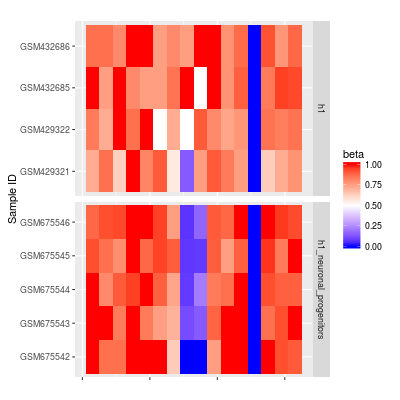 GSM432686
GSM432685
GSM429322
GSM429321
h1
GSM675546
GSM675545
GSM675544
GSM675543
GSM675542
h1_neuronal_progenitors
Sample ID
beta
1.00
0.75
0.50
0.25
0.00